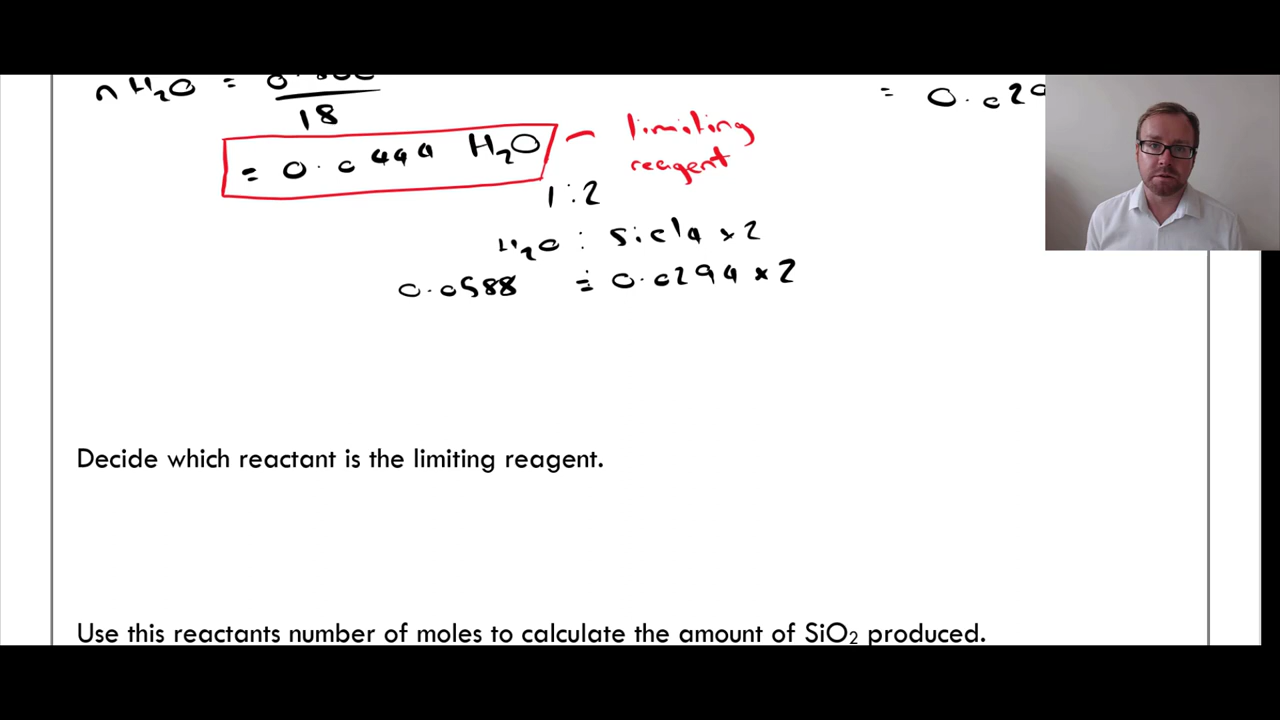 n H₂O =
18
= 0.0444 H₂O
limiting
reagent
= 0.029
1:2
H₂O : SiCl4 x 2
0.0588 = 0.0294 x 2
Decide which reactant is the limiting reagent.
Use this reactants number of moles to calculate the amount of SiO₂ produced.